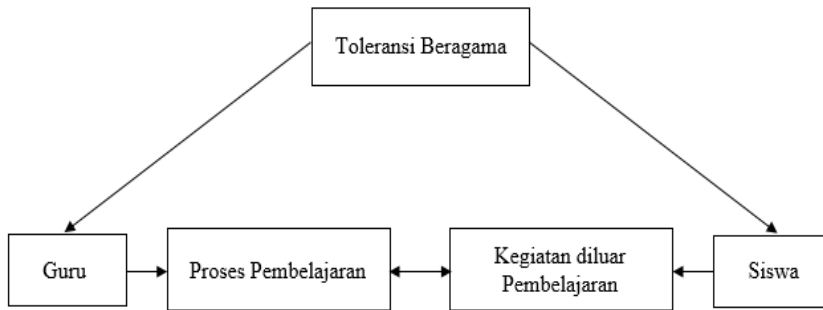 Toleransi Beragama
Guru
Proses Pembelajaran
Kegiatan diluar
Pembelajaran
Siswa